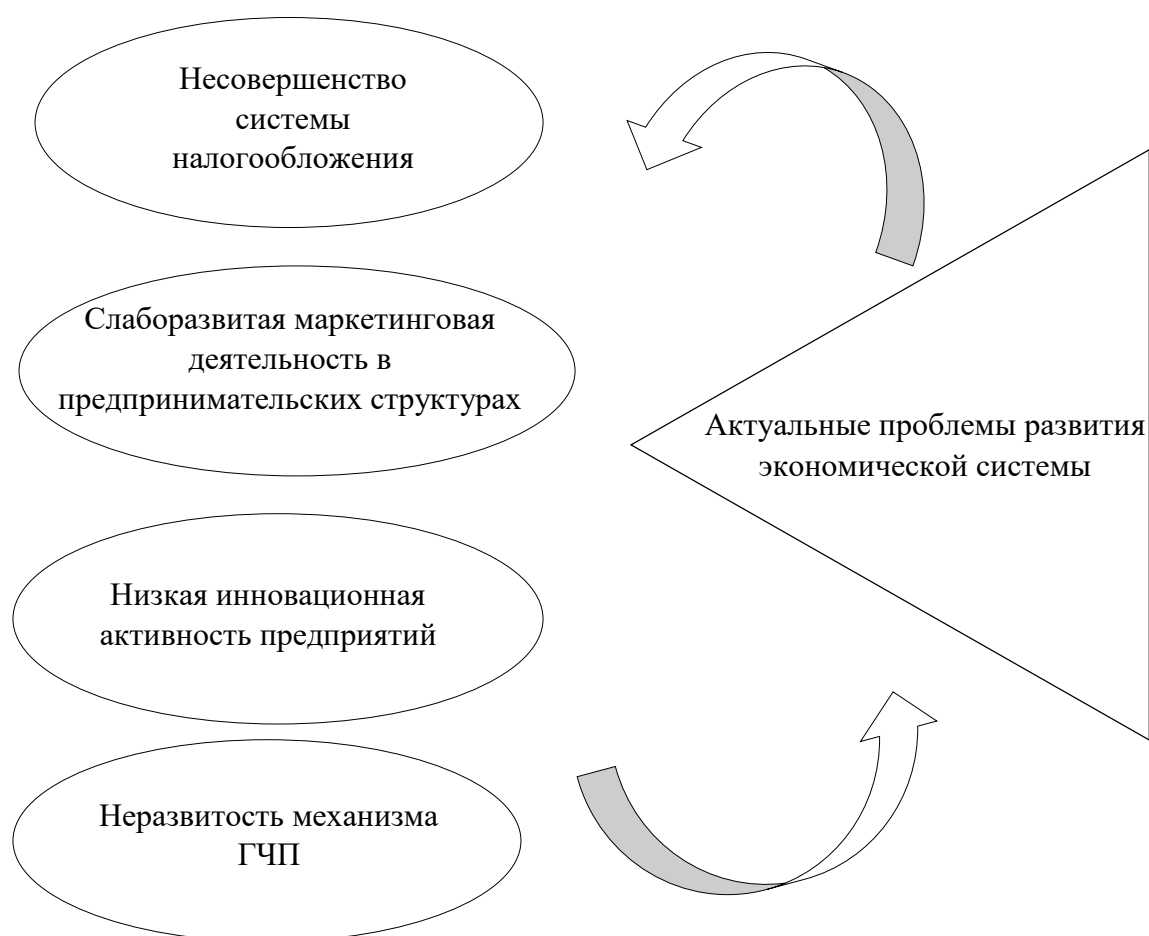 Несовершенство
системы
налогообложения
Слаборазвитая маркетинговая
деятельность в
предпринимательских структурах
Актуальные проблемы развития
экономической системы
Низкая инновационная
активность предприятий
Неразвитость механизма
ГЧП